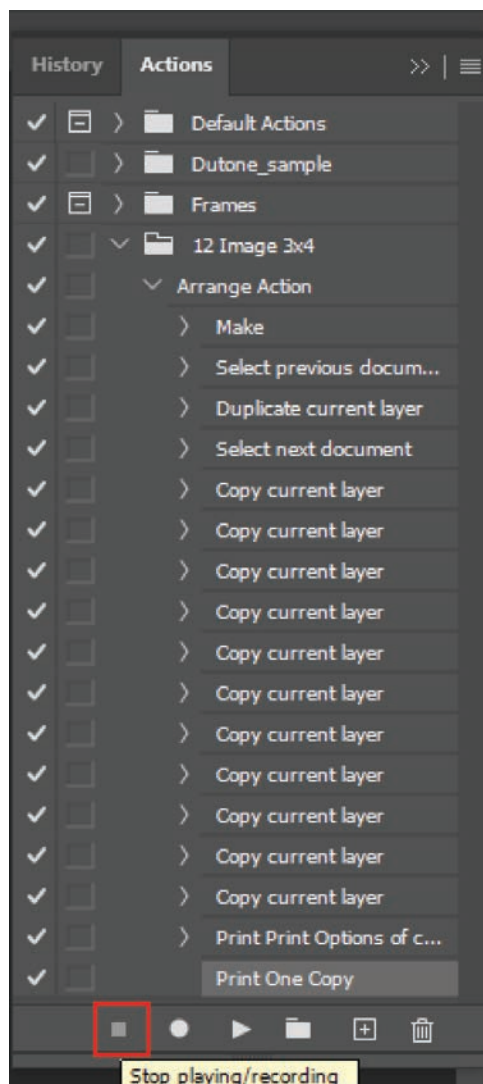 History Actions
Default Actions
Dutone_sample
Frames
12 Image 3x4
Arrange Action
Make
Select previous docum...
Duplicate current layer
Select next document
Copy current layer
Copy current layer
Copy current layer
Copy current layer
Copy current layer
Copy current layer
Copy current layer
Copy current layer
Copy current layer
Copy current layer
Copy current layer
Print Print Options of c...
Print One Copy
Stop playing/recording